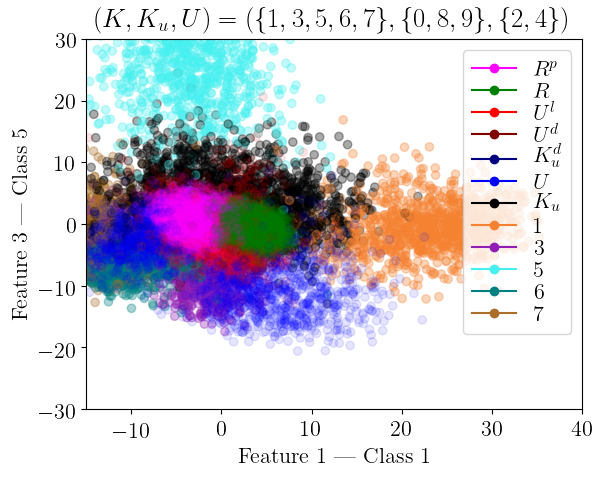 (K, K_u, U) = ({1, 3, 5, 6, 7}, {0, 8, 9}, {2, 4})
Feature 3 — Class 5
30
20
10
0
−10
−20
−30
−10
0
10
20
30
40
Feature 1 — Class 1
R^p
R
U^l
U^d
K_u^d
U
K_u
1
3
5
6
7